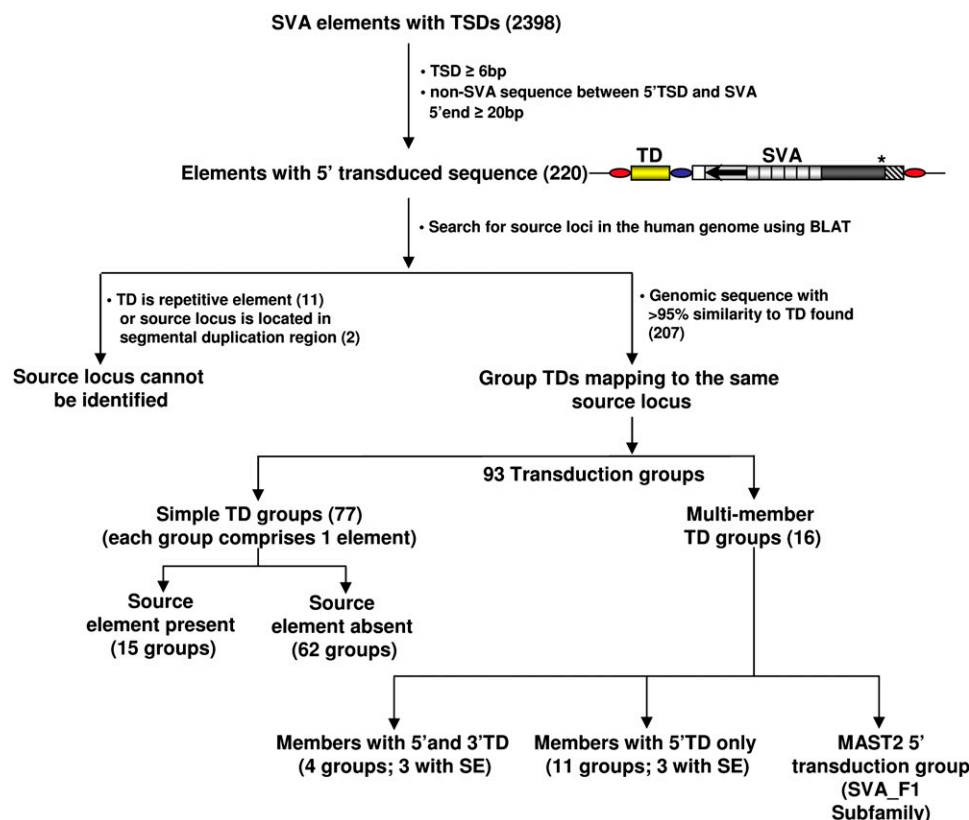 SVA elements with TSDs (2398)
• TSD ≥ 6bp
• non-SVA sequence between 5'TSD and SVA
5'end ≥ 20bp
TD
SVA
*
Elements with 5' transduced sequence (220)
• Search for source loci in the human genome using BLAT
• TD is repetitive element (11)
or source locus is located in
segmental duplication region (2)
• Genomic sequence with
>95% similarity to TD found
(207)
Source locus cannot
be identified
Group TDs mapping to the same
source locus
93 Transduction groups
Simple TD groups (77)
(each group comprises 1 element)
Multi-member
TD groups (16)
Source
element present
(15 groups)
Source
element absent
(62 groups)
Members with 5'and 3'TD
(4 groups; 3 with SE)
Members with 5'TD only
(11 groups; 3 with SE)
MAST2 5'
transduction group
(SVA_F1
Subfamily)